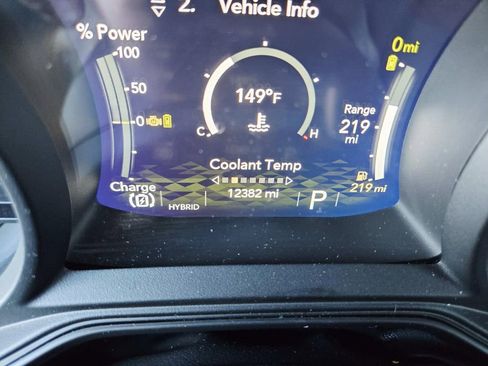 2. Vehicle Info
% Power
100
50
0
Charge
149°F
C
H
Coolant Temp
12382 mi
HYBRID
P
0mi
Range
219
mi
219 mi